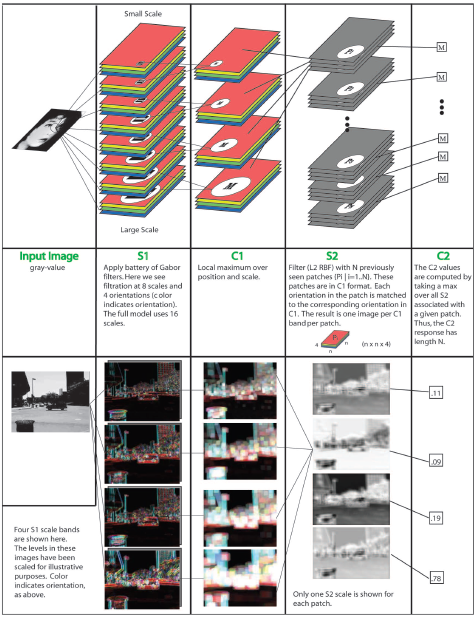 Small Scale
M
M
M
M
M
Large Scale
Input Image
gray-value
S1
Apply battery of Gabor
filters. Here we see
filtration at 8 scales and
4 orientations (color
indicates orientation).
The full model uses 16
scales.
C1
Local maximum over
position and scale.
S2
Filter (L2 RBF) with N previously
seen patches (Pi | i=1..N). These
patches are in C1 format. Each
orientation in the patch is matched
to the corresponding orientation in
C1. The result is one image per C1
band per patch.
4
n
n
(n x n x 4)
C2
The C2 values
are computed by
taking a max
over all S2
associated with
a given patch.
Thus, the C2
response has
length N.
.11
.09
.19
.78
Four S1 scale bands
are shown here.
The levels in these
images have been
scaled for illustrative
purposes. Color
indicates orientation,
as above.
Only one S2 scale is shown for
each patch.